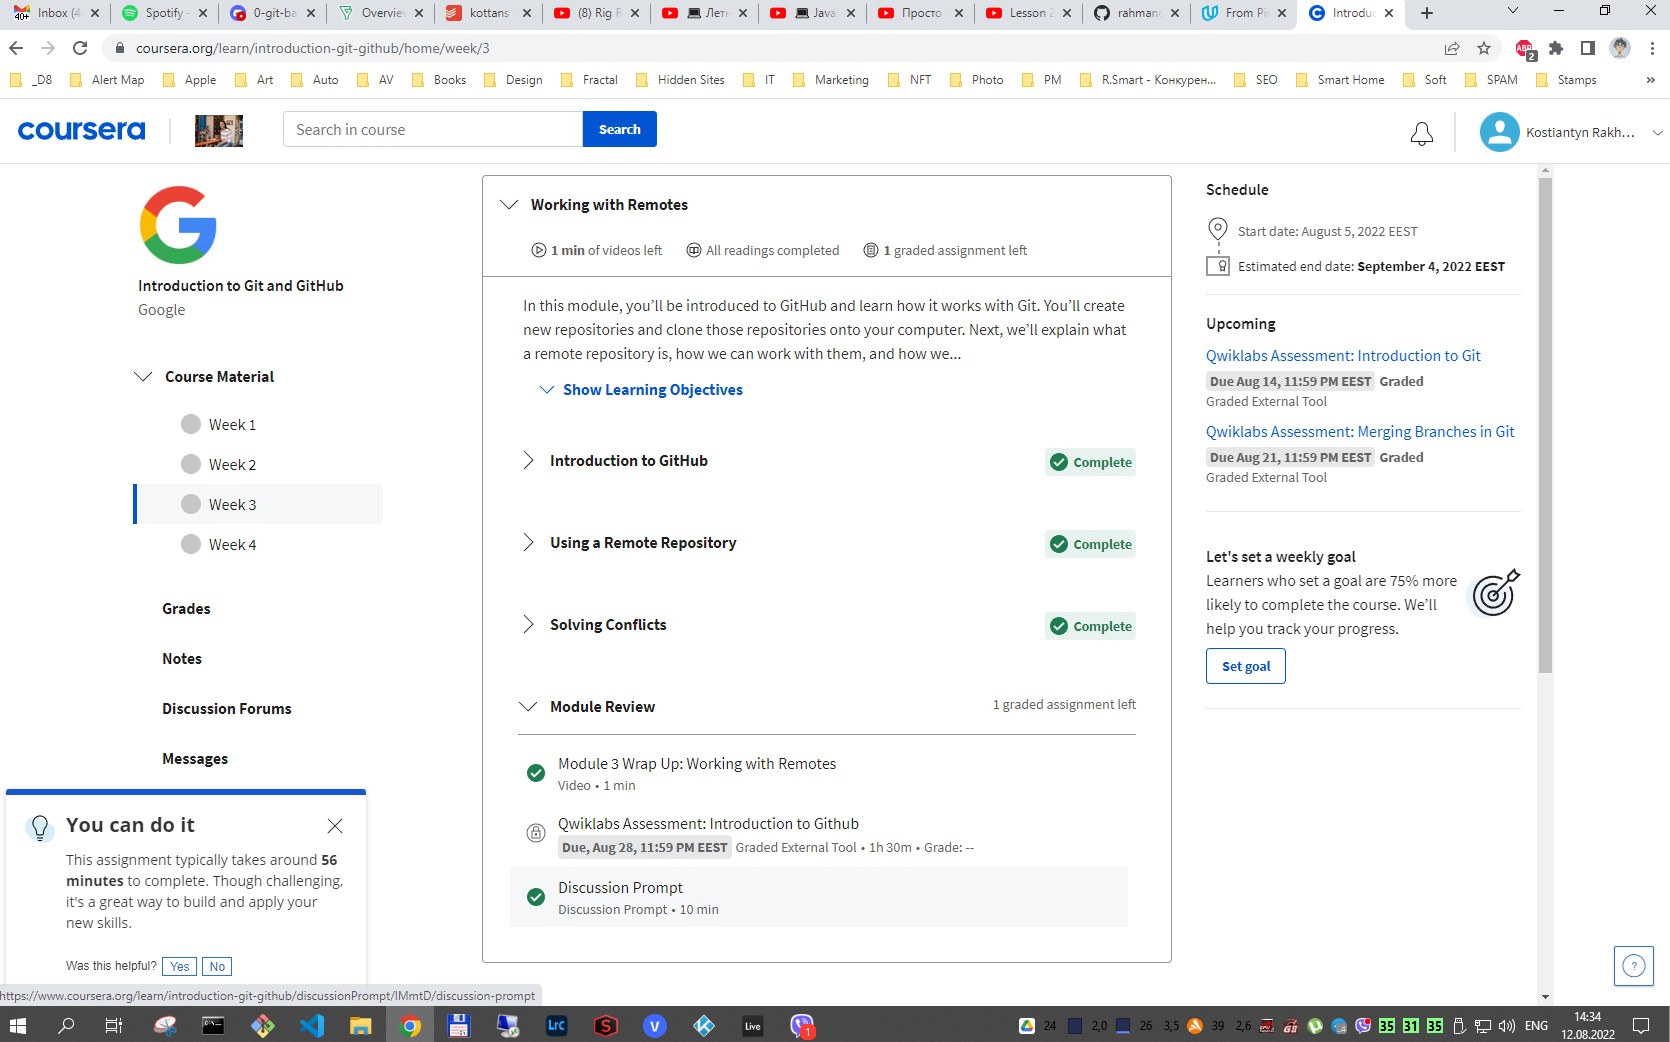 Inbox (4
Spotify –
0-git-ba
Overvie
kottans
(8) Rig R
Летн
Java
Просто
Lesson 2
rahman
From Pi
Introduc
coursera.org/learn/introduction-git-github/home/week/3
_D8
Alert Map
Apple
Art
Auto
AV
Books
Design
Fractal
Hidden Sites
IT
Marketing
NFT
Photo
PM
R.Smart - Конкурен...
SEO
Smart Home
Soft
SPAM
Stamps
»
coursera
Search in course
Search
Kostiantyn Rakh...
Introduction to Git and GitHub
Google
Course Material
Week 1
Week 2
Week 3
Week 4
Grades
Notes
Discussion Forums
Messages
You can do it
This assignment typically takes around 56
minutes to complete. Though challenging,
it's a great way to build and apply your
new skills.
Was this helpful? Yes No
https://www.coursera.org/learn/introduction-git-github/discussionPrompt/lMmtD/discussion-prompt
Working with Remotes
1 min of videos left
All readings completed
1 graded assignment left
In this module, you’ll be introduced to GitHub and learn how it works with Git. You’ll create
new repositories and clone those repositories onto your computer. Next, we’ll explain what
a remote repository is, how we can work with them, and how we...
Show Learning Objectives
Introduction to GitHub
Complete
Using a Remote Repository
Complete
Solving Conflicts
Complete
Module Review
1 graded assignment left
Module 3 Wrap Up: Working with Remotes
Video • 1 min
Qwiklabs Assessment: Introduction to Github
Due, Aug 28, 11:59 PM EEST Graded External Tool • 1h 30m • Grade: --
Discussion Prompt
Discussion Prompt • 10 min
Schedule
Start date: August 5, 2022 EEST
Estimated end date: September 4, 2022 EEST
Upcoming
Qwiklabs Assessment: Introduction to Git
Due Aug 14, 11:59 PM EEST Graded
Graded External Tool
Qwiklabs Assessment: Merging Branches in Git
Due Aug 21, 11:59 PM EEST Graded
Graded External Tool
Let's set a weekly goal
Learners who set a goal are 75% more
likely to complete the course. We’ll
help you track your progress.
Set goal
Lrc
Live
1
24
2,0
26
3,5
39
2,6
35
31
35
ENG
14:34
12.08.2022